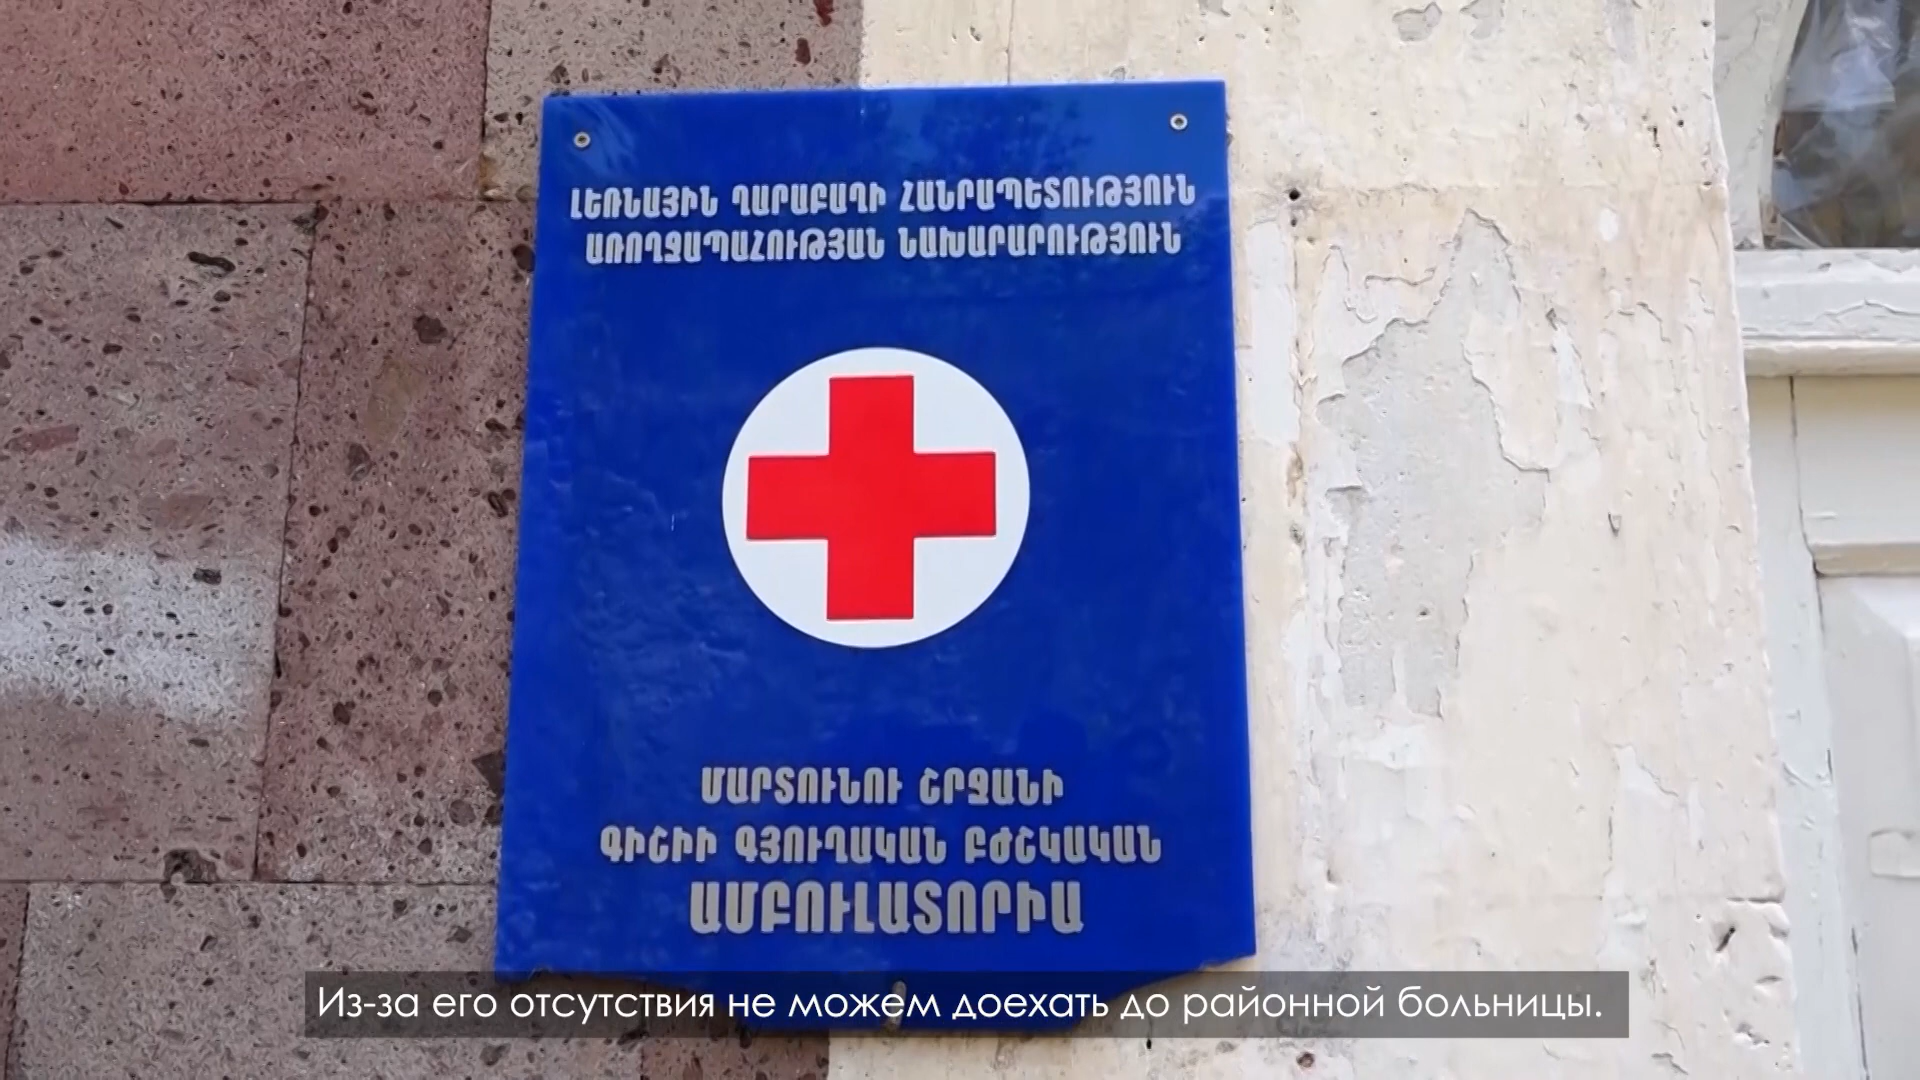 ԼԵՌՆԱՅԻՆ ՂԱՐԱԲԱՂԻ ՀԱՆՐԱՊԵՏՈՒԹՅՈՒՆ
ԱՌՈՂՋԱՊԱՀՈՒԹՅԱՆ ՆԱԽԱՐԱՐՈՒԹՅՈՒՆ
ՄԱՐՏՈՒՆՈՒ ՇՐՋԱՆԻ
ԳԻՇԻԻ ԳՅՈՒՂԱԿԱՆ ԲԺՇԿԱԿԱՆ
ԱՄԲՈՒԼԱՏՈՐԻԱ
Из-за его отсутствия не можем доехать до районной больницы.